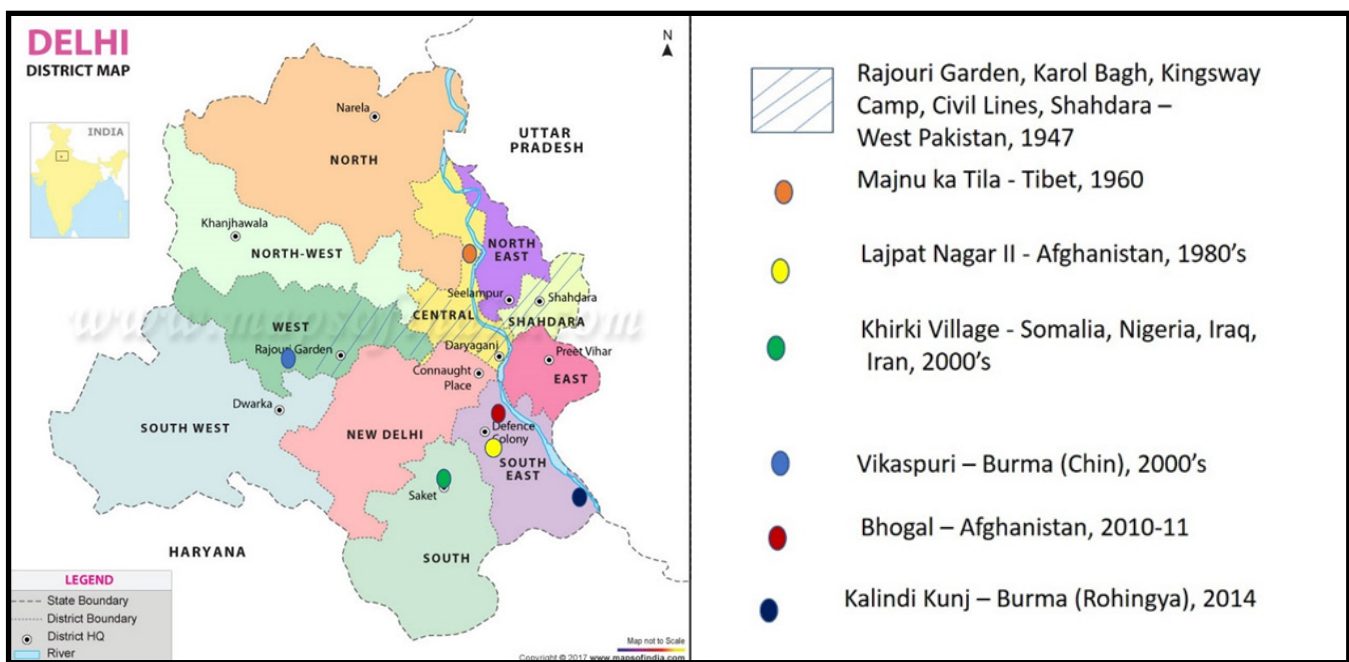 DELHI
DISTRICT MAP
INDIA
N
UTTAR
PRADESH
Narela
NORTH
Khanjhawala
NORTH-WEST
NORTH
EAST
Seelampur
Shahdara
CENTRAL
SHAHDARA
www.mapsofindia.com
WEST
Rajouri Garden
Daryaganj
Preet Vihar
Connaught
Place
EAST
Dwarka
SOUTH WEST
NEW DELHI
Defence
Colony
SOUTH
EAST
Saket
HARYANA
SOUTH
LEGEND
State Boundary
District Boundary
District HQ
River
Map not to Scale
Copyright © 2017 www.mapsofindia.com
Rajouri Garden, Karol Bagh, Kingsway
Camp, Civil Lines, Shahdara –
West Pakistan, 1947
Majnu ka Tila - Tibet, 1960
Lajpat Nagar II - Afghanistan, 1980’s
Khirki Village - Somalia, Nigeria, Iraq,
Iran, 2000’s
Vikaspuri – Burma (Chin), 2000’s
Bhogal – Afghanistan, 2010-11
Kalindi Kunj – Burma (Rohingya), 2014